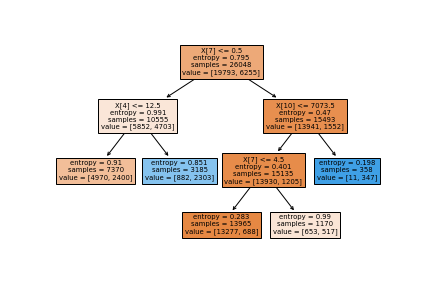 X[7] <= 0.5
entropy = 0.795
samples = 26048
value = [19793, 6255]
X[4] <= 12.5
entropy = 0.991
samples = 10555
value = [5852, 4703]
X[10] <= 7073.5
entropy = 0.47
samples = 15493
value = [13941, 1552]
entropy = 0.91
samples = 7370
value = [4970, 2400]
entropy = 0.851
samples = 3185
value = [882, 2303]
X[7] <= 4.5
entropy = 0.401
samples = 15135
value = [13930, 1205]
entropy = 0.198
samples = 358
value = [11, 347]
entropy = 0.283
samples = 13965
value = [13277, 688]
entropy = 0.99
samples = 1170
value = [653, 517]